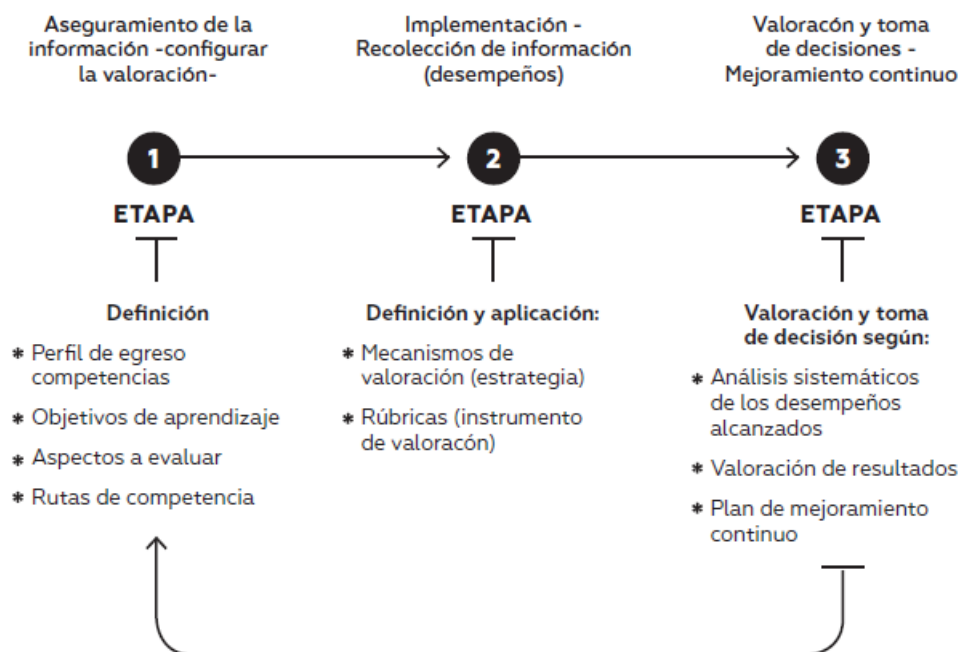 Aseguramiento de la
información -configurar
la valoración-
Implementación -
Recolección de información
(desempeños)
Valoracón y toma
de decisiones -
Mejoramiento continuo
1
2
3
ETAPA
ETAPA
ETAPA
Definición
* Perfil de egreso
competencias
* Objetivos de aprendizaje
* Aspectos a evaluar
* Rutas de competencia
Definición y aplicación:
* Mecanismos de
valoración (estrategia)
* Rúbricas (instrumento
de valoracón)
Valoración y toma
de decisión según:
* Análisis sistemáticos
de los desempeños
alcanzados
* Valoración de resultados
* Plan de mejoramiento
continuo